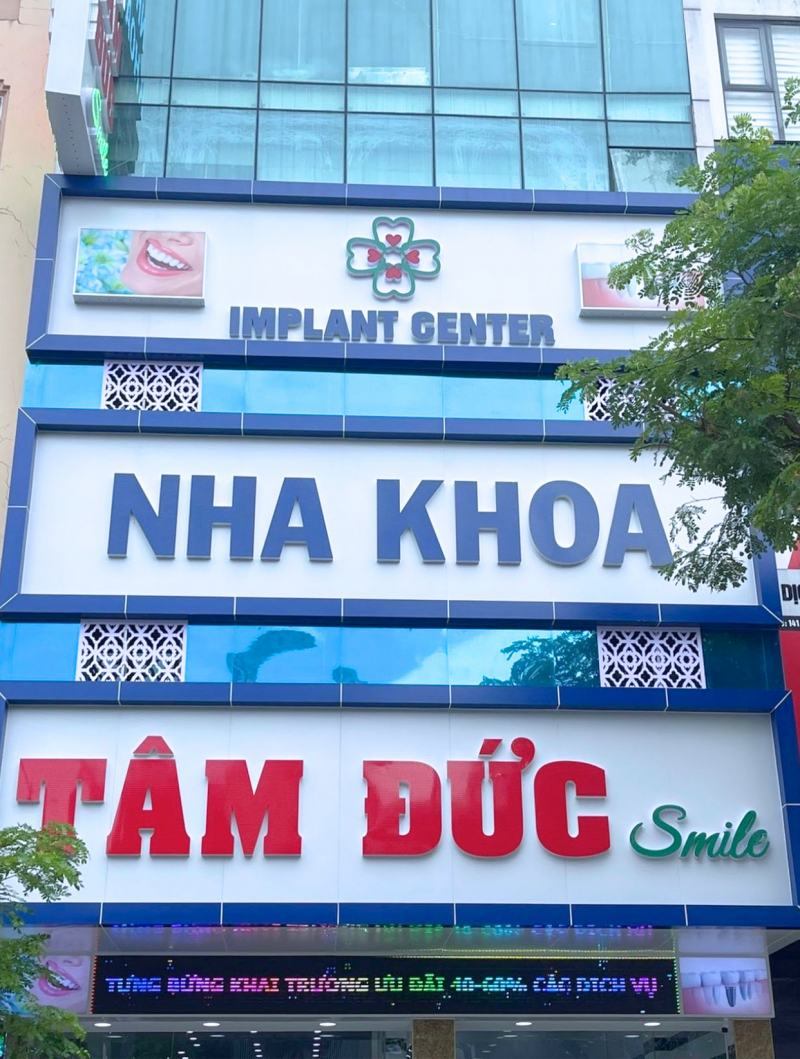 IMPLANT CENTER
NHA KHOA
TÂM ĐỨC Smile
TƯNG BỪNG KHAI TRƯƠNG ƯU ĐÃI 40-60% CÁC DỊCH VỤ